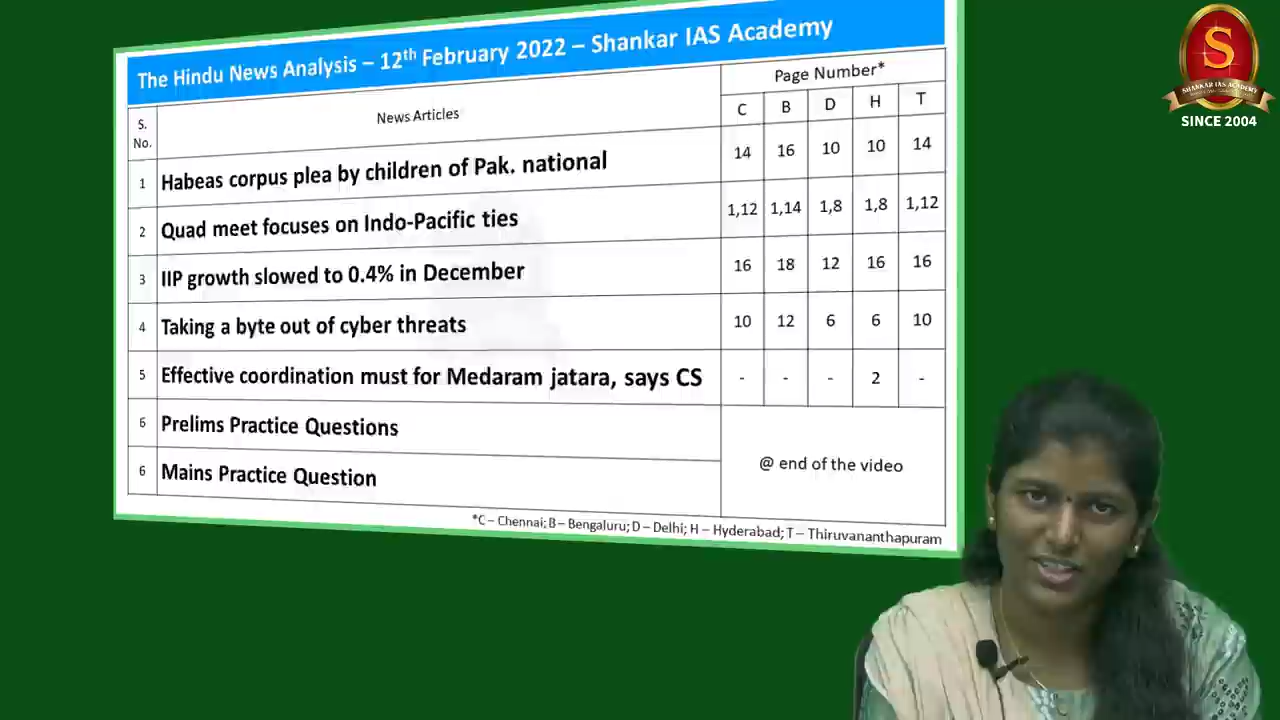 The Hindu News Analysis – 12th February 2022 – Shankar IAS Academy
S. No. News Articles Page Number*
C B D H T
1 Habeas corpus plea by children of Pak. national 14 16 10 10 14
2 Quad meet focuses on Indo-Pacific ties 1,12 1,14 1,8 1,8 1,12
3 IIP growth slowed to 0.4% in December 16 18 12 16 16
4 Taking a byte out of cyber threats 10 12 6 6 10
5 Effective coordination must for Medaram jatara, says CS - - - 2 -
6 Prelims Practice Questions
6 Mains Practice Question
@ end of the video
*C – Chennai; B – Bengaluru; D – Delhi; H – Hyderabad; T – Thiruvananthapuram
S
SHANKAR IAS ACADEMY
SINCE 2004